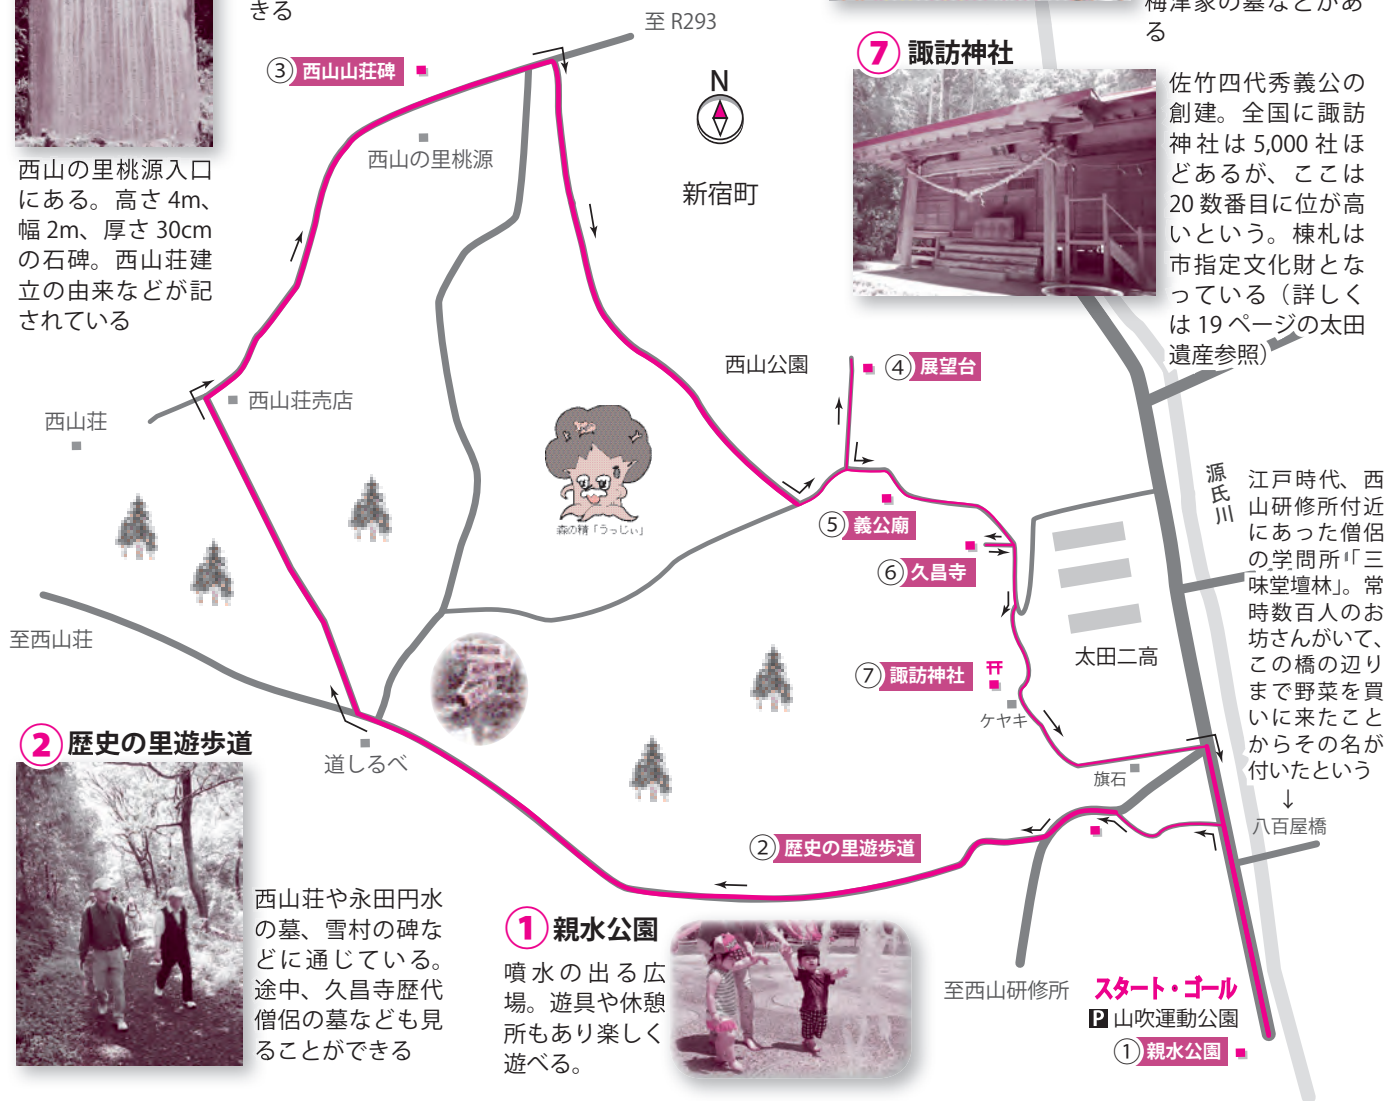 きる
西山の里桃源入口
にある。高さ 4m、
幅 2m、厚さ 30cm
の石碑。西山荘建
立の由来などが記
されている
至 R293
③ 西山山荘碑
西山の里桃源
N
新宿町
梅津家の墓などがあ
る
7 諏訪神社
佐竹四代秀義公の
創建。全国に諏訪
神社は 5,000 社ほ
どあるが、ここは
20 数番目に位が高
いという。棟札は
市指定文化財とな
っている（詳しく
は 19 ページの太田
遺産参照）
西山公園
④ 展望台
西山荘売店
西山荘
森の精「うっじぃ」
⑤ 義公廟
⑥ 久昌寺
源氏川
江戸時代、西
山研修所付近
にあった僧侶
の学問所「三
味堂壇林」。常
時数百人のお
坊さんがいて、
この橋の辺り
まで野菜を買
いに来たこと
からその名が
付いたという
↓
八百屋橋
太田二高
至西山荘
⑦ 諏訪神社
ケヤキ
旗石
道しるべ
2 歴史の里遊歩道
西山荘や永田円水
の墓、雪村の碑な
どに通じている。
途中、久昌寺歴代
僧侶の墓なども見
ることができる
② 歴史の里遊歩道
1 親水公園
噴水の出る広
場。遊具や休憩
所もあり楽しく
遊べる。
至西山研修所
スタート・ゴール
P 山吹運動公園
① 親水公園